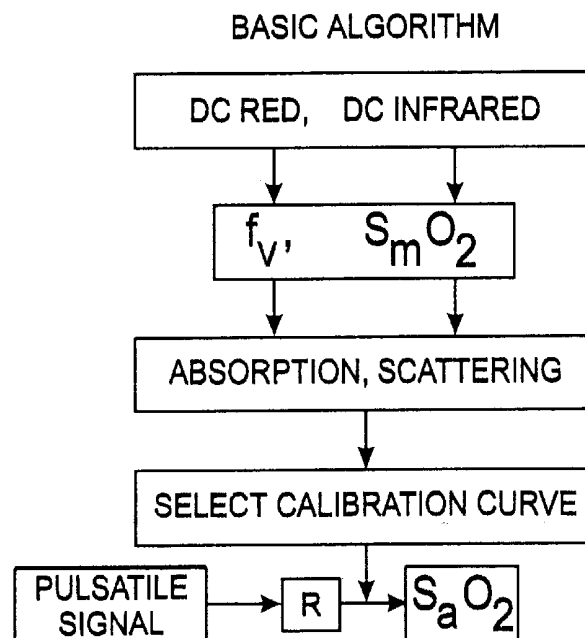 BASIC ALGORITHM
DC RED, DC INFRARED
fV, SmO2
ABSORPTION, SCATTERING
SELECT CALIBRATION CURVE
PULSATILE
SIGNAL
R
SaO2